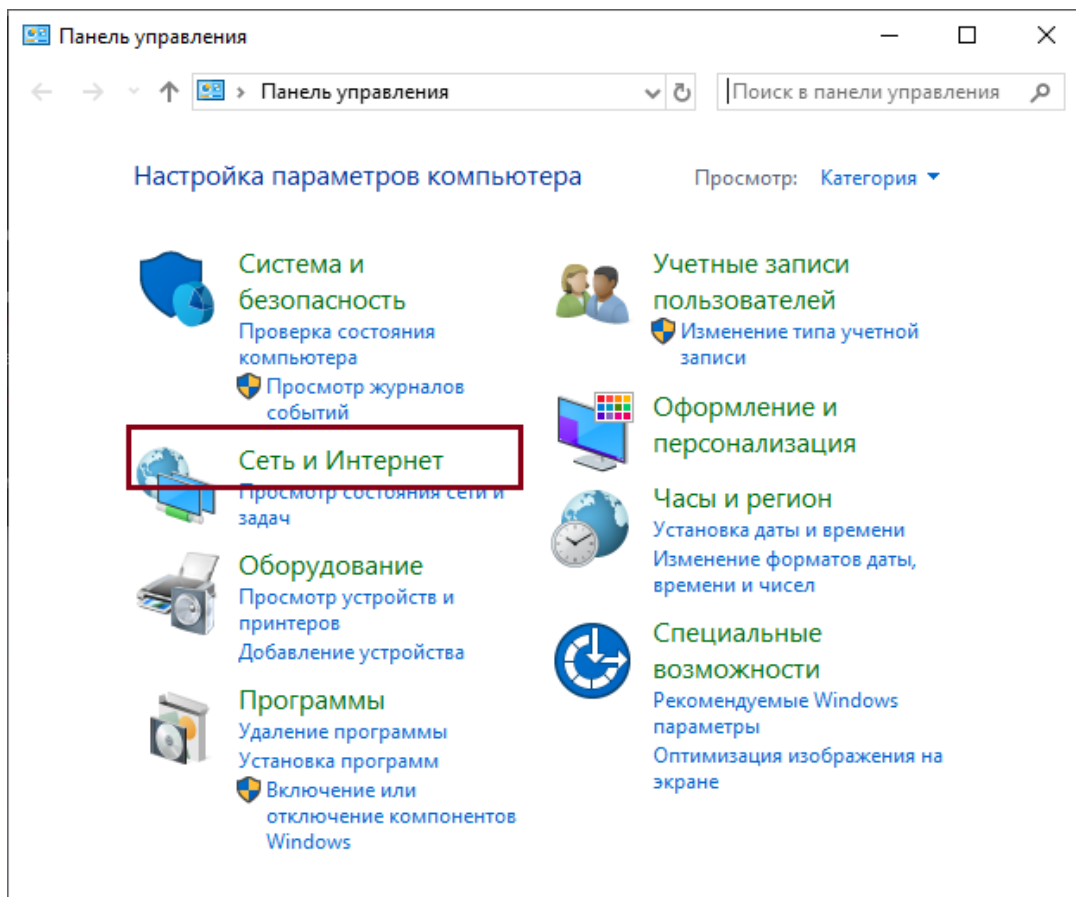 Панель управления
Панель управления
Поиск в панели управления
Настройка параметров компьютера
Просмотр: Категория
Система и
безопасность
Проверка состояния
компьютера
Просмотр журналов
событий
Сеть и Интернет
Просмотр состояния сети и
задач
Оборудование
Просмотр устройств и
принтеров
Добавление устройства
Программы
Удаление программы
Установка программ
Включение или
отключение компонентов
Windows
Учетные записи
пользователей
Изменение типа учетной
записи
Оформление и
персонализация
Часы и регион
Установка даты и времени
Изменение форматов даты,
времени и чисел
Специальные
возможности
Рекомендуемые Windows
параметры
Оптимизация изображения на
экране